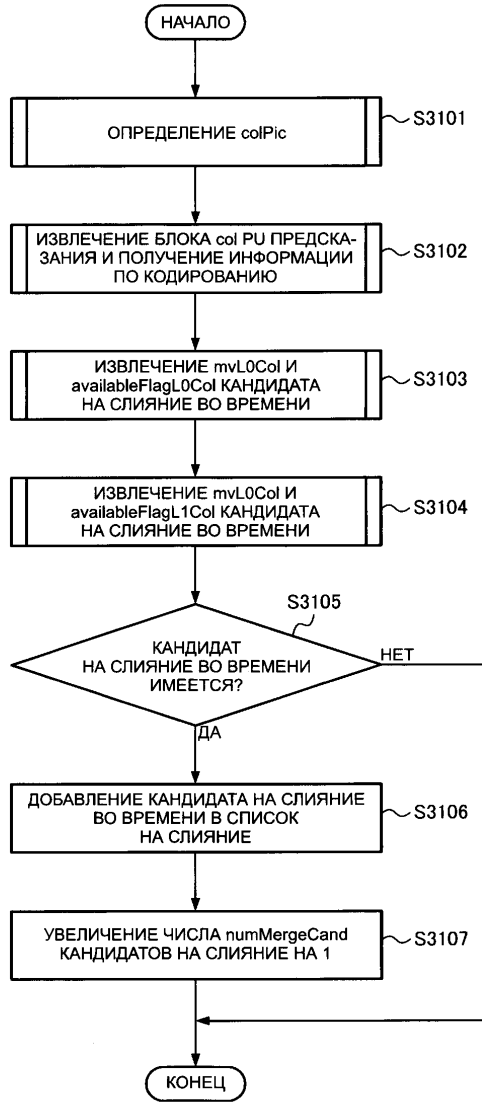 НАЧАЛО
ОПРЕДЕЛЕНИЕ colPic
S3101
ИЗВЛЕЧЕНИЕ БЛОКА col PU ПРЕДСКА-
ЗАНИЯ И ПОЛУЧЕНИЕ ИНФОРМАЦИИ
ПО КОДИРОВАНИЮ
S3102
ИЗВЛЕЧЕНИЕ mvL0Col И
availableFlagL0Col КАНДИДАТА
НА СЛИЯНИЕ ВО ВРЕМЕНИ
S3103
ИЗВЛЕЧЕНИЕ mvL0Col И
availableFlagL1Col КАНДИДАТА
НА СЛИЯНИЕ ВО ВРЕМЕНИ
S3104
S3105
КАНДИДАТ
НА СЛИЯНИЕ ВО ВРЕМЕНИ
ИМЕЕТСЯ?
НЕТ
ДА
ДОБАВЛЕНИЕ КАНДИДАТА НА СЛИЯНИЕ
ВО ВРЕМЕНИ В СПИСОК
НА СЛИЯНИЕ
S3106
УВЕЛИЧЕНИЕ ЧИСЛА numMergeCand
КАНДИДАТОВ НА СЛИЯНИЕ НА 1
S3107
КОНЕЦ